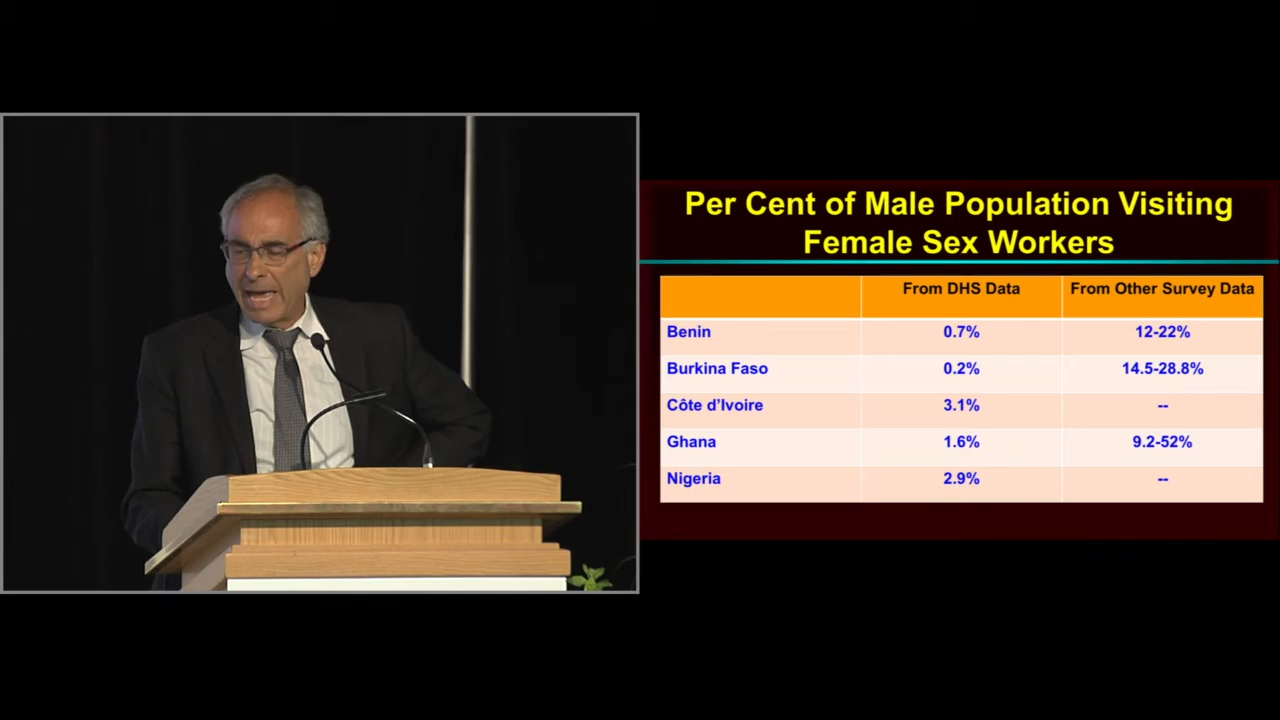 Per Cent of Male Population Visiting
Female Sex Workers
From DHS Data From Other Survey Data
Benin 0.7% 12-22%
Burkina Faso 0.2% 14.5-28.8%
Côte d’Ivoire 3.1% --
Ghana 1.6% 9.2-52%
Nigeria 2.9% --